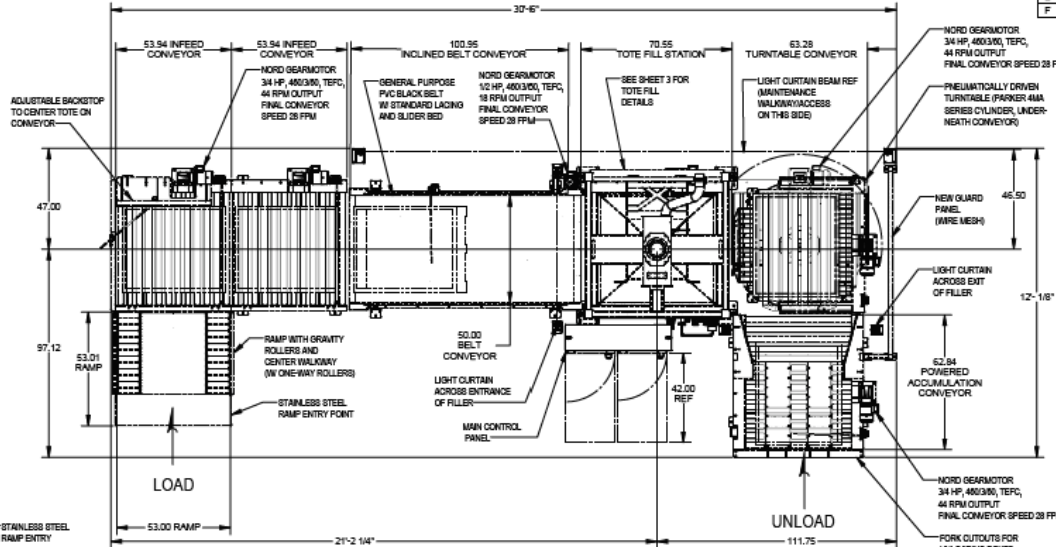 F
30'-6"
53.94 INFEED
CONVEYOR
53.94 INFEED
CONVEYOR
100.95
INCLINED BELT CONVEYOR
70.55
TOTE FILL STATION
63.28
TURNTABLE CONVEYOR
NORD GEARMOTOR
3/4 HP, 460/3/60, TEFC,
44 RPM OUTPUT
FINAL CONVEYOR SPEED 28 F
NORD GEARMOTOR
3/4 HP, 460/3/60, TEFC,
44 RPM OUTPUT
FINAL CONVEYOR
SPEED 28 FPM
GENERAL PURPOSE
PVC BLACK BELT
W/ STANDARD LACING
AND SLIDER BED
NORD GEARMOTOR
1/2 HP, 460/3/60, TEFC,
18 RPM OUTPUT
FINAL CONVEYOR
SPEED 28 FPM
SEE SHEET 3 FOR
TOTE FILL
DETAILS
LIGHT CURTAIN BEAM REF
(MAINTENANCE
WALKWAY/ACCESS
ON THIS SIDE)
PNEUMATICALLY DRIVEN
TURNTABLE (PARKER 4MA
SERIES CYLINDER, UNDER-
NEATH CONVEYOR)
ADJUSTABLE BACKSTOP
TO CENTER TOTE ON
CONVEYOR
47.00
46.50
NEW GUARD
PANEL
(WIRE MESH)
LIGHT CURTAIN
ACROSS EXIT
OF FILLER
12'- 1/8"
97.12
53.01
RAMP
RAMP WITH GRAVITY
ROLLERS AND
CENTER WALKWAY
(W/ ONE-WAY ROLLERS)
50.00
BELT
CONVEYOR
62.84
POWERED
ACCUMULATION
CONVEYOR
LIGHT CURTAIN
ACROSS ENTRANCE
OF FILLER
42.00
REF
STAINLESS STEEL
RAMP ENTRY POINT
MAIN CONTROL
PANEL
LOAD
UNLOAD
NORD GEARMOTOR
3/4 HP, 460/3/60, TEFC,
44 RPM OUTPUT
FINAL CONVEYOR SPEED 28 FP
STAINLESS STEEL
RAMP ENTRY
53.00 RAMP
21'-2 1/4"
111.75
FORK CUTOUTS FOR